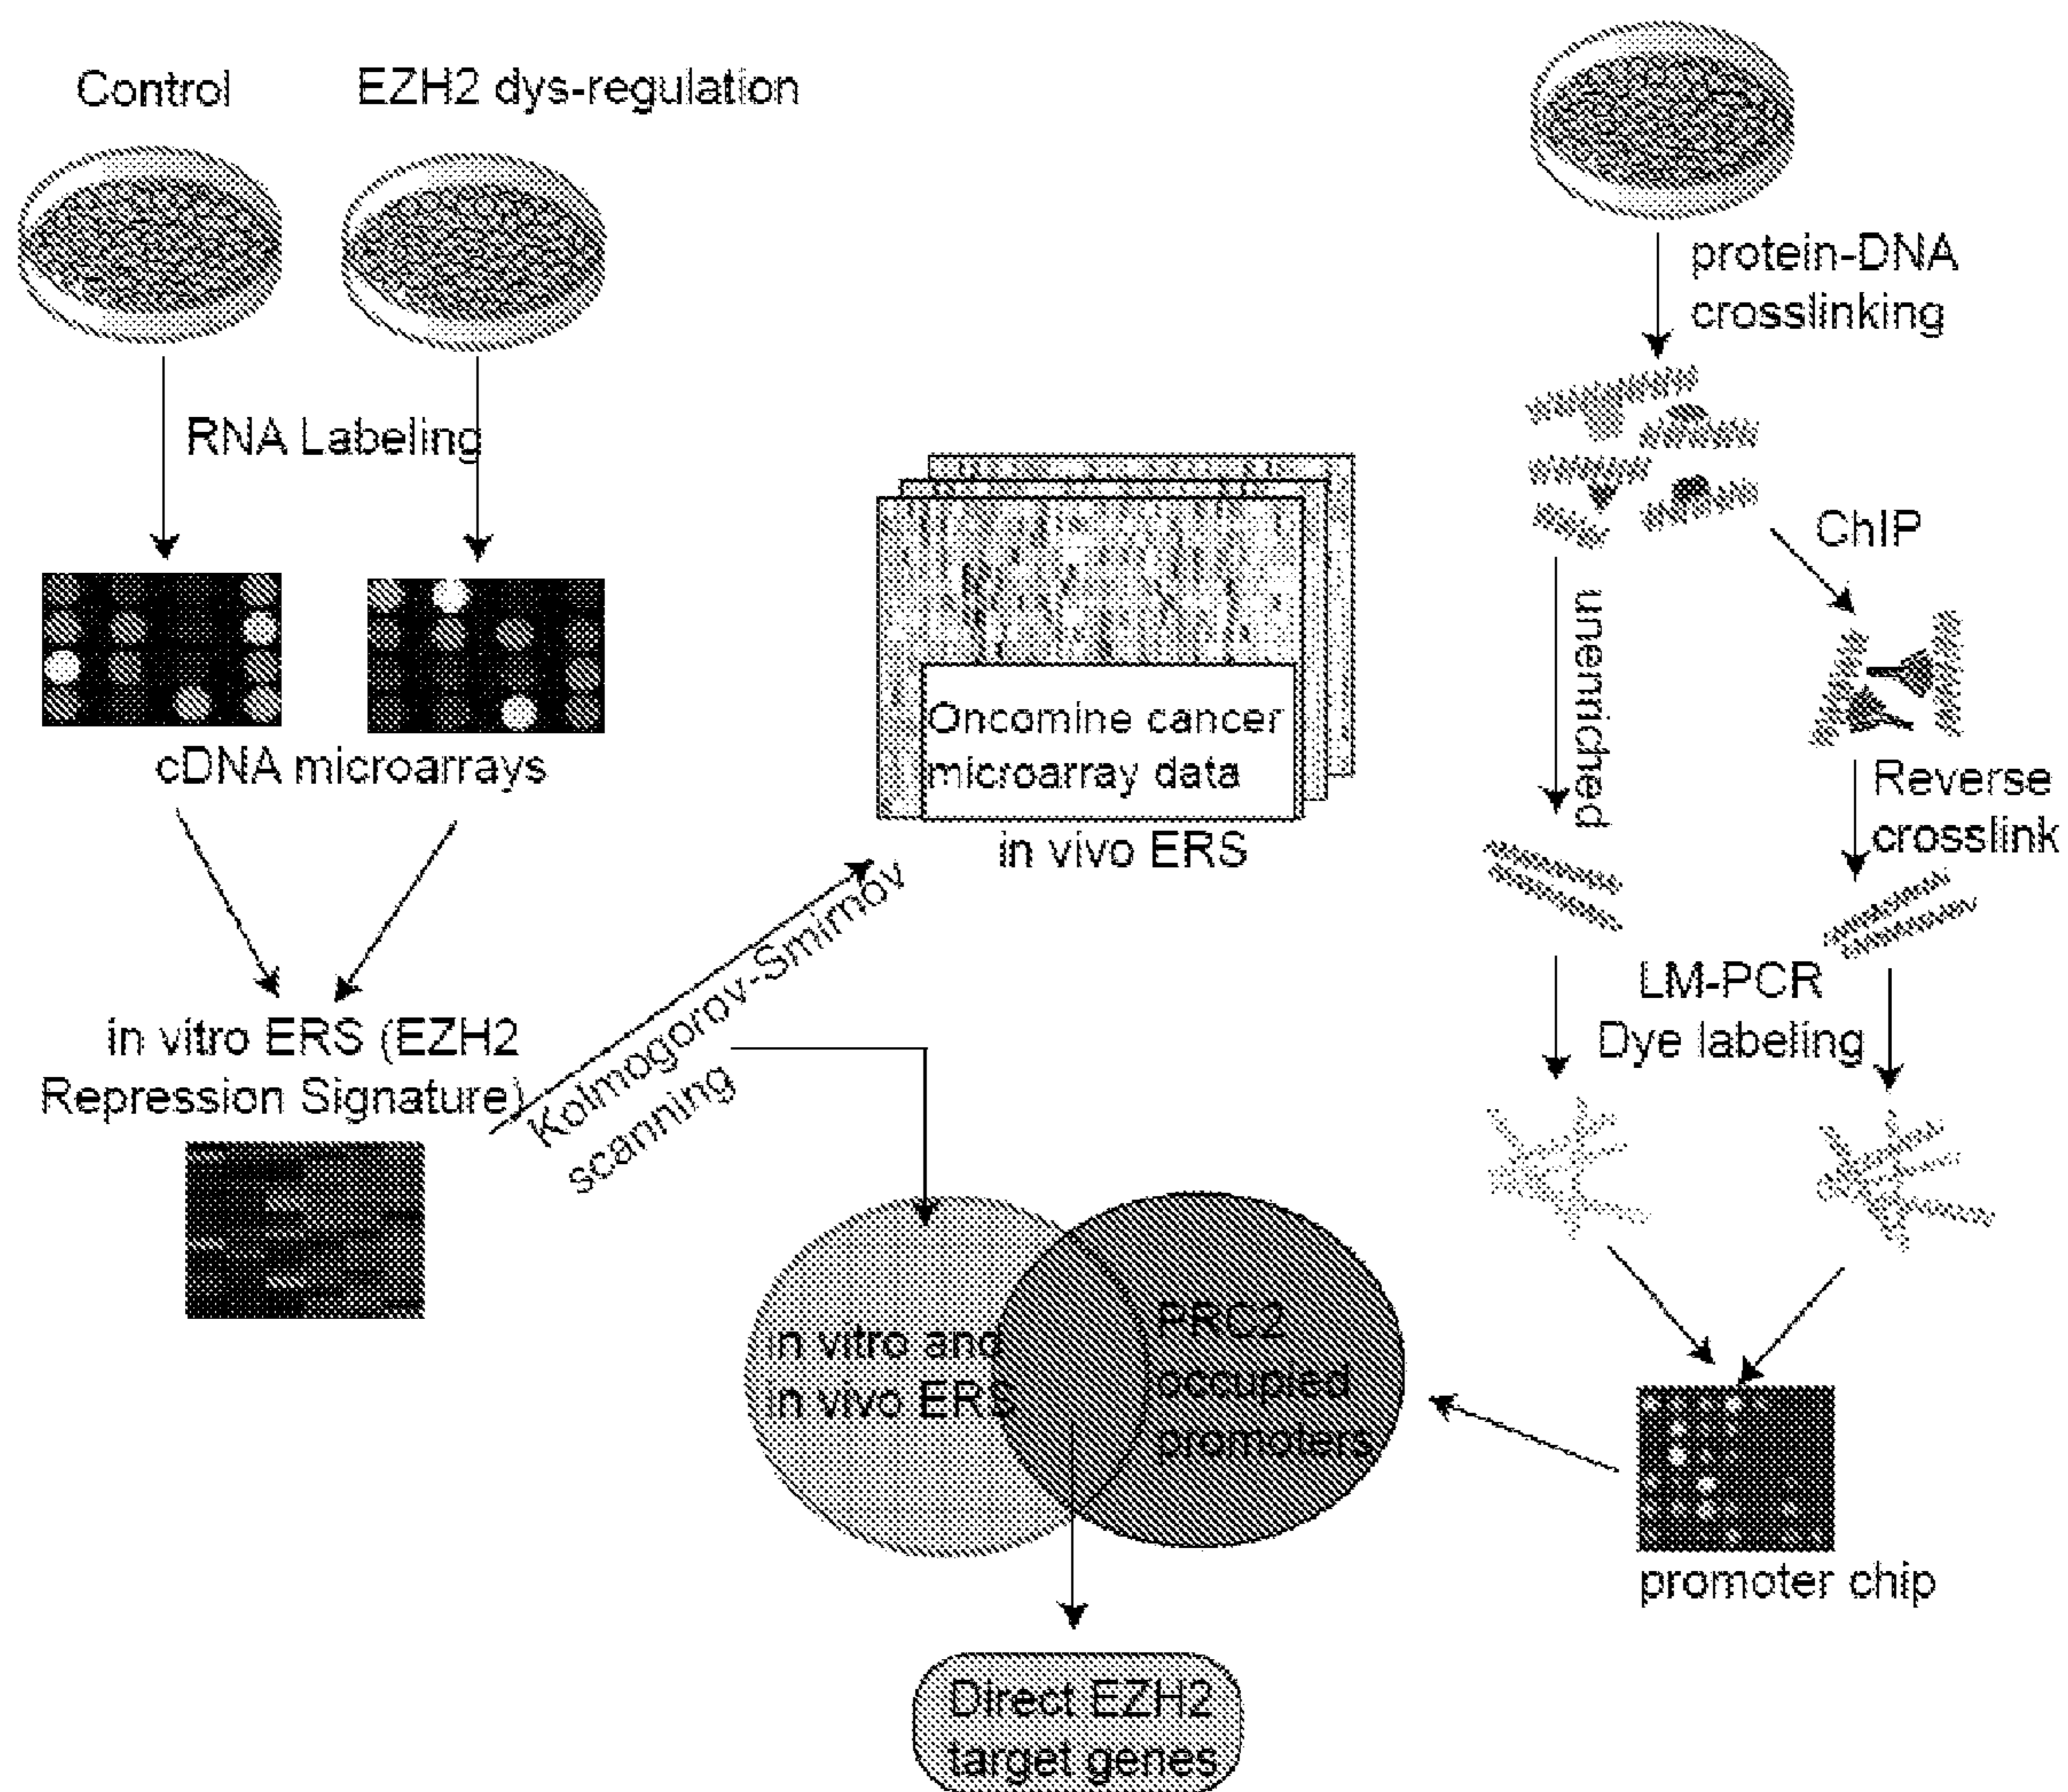 Control
EZH2 dys-regulation
RNA Labeling
cDNA microarrays
in vitro ERS (EZH2
Repression Signature)
Kolmogorov-Smirnov
scanning
Oncomine cancer
microarray data
in vivo ERS
protein-DNA
crosslinking
ChIP
unenriched
Reverse
crosslink
LM-PCR
Dye labeling
promoter chip
in vitro and
in vivo ERS
PRC2
occupied
promoters
Direct EZH2
target genes